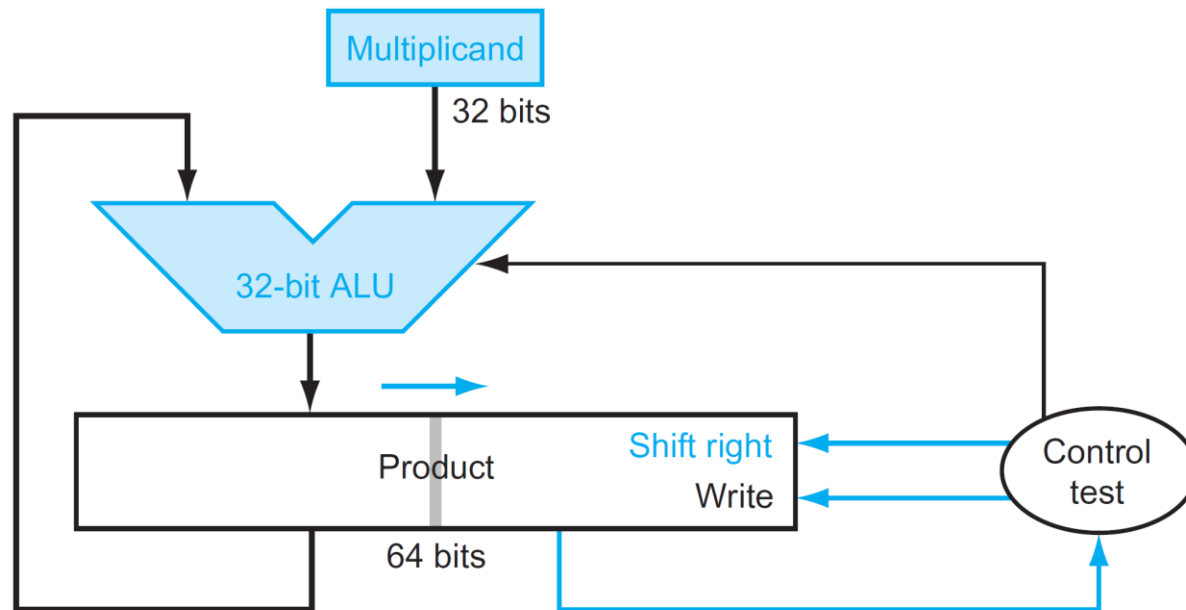 Multiplicand
32 bits
32-bit ALU
Shift right
Product
Write
64 bits
Control
test